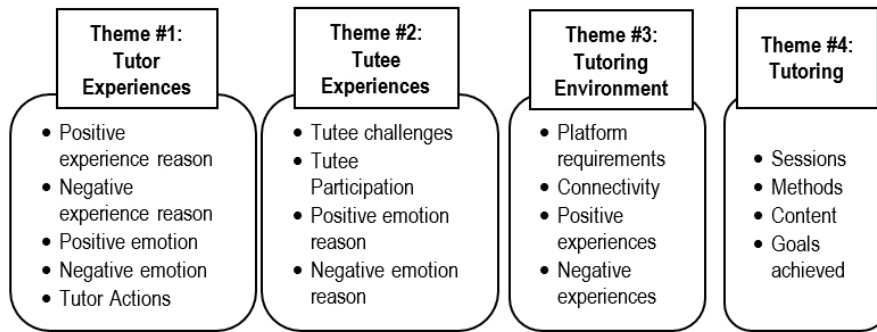 Theme #1:
Tutor
Experiences
• Positive
experience reason
• Negative
experience reason
• Positive emotion
• Negative emotion
• Tutor Actions
Theme #2:
Tutee
Experiences
• Tutee challenges
• Tutee
Participation
• Positive emotion
reason
• Negative emotion
reason
Theme #3:
Tutoring
Environment
• Platform
requirements
• Connectivity
• Positive
experiences
• Negative
experiences
Theme #4:
Tutoring
• Sessions
• Methods
• Content
• Goals
achieved